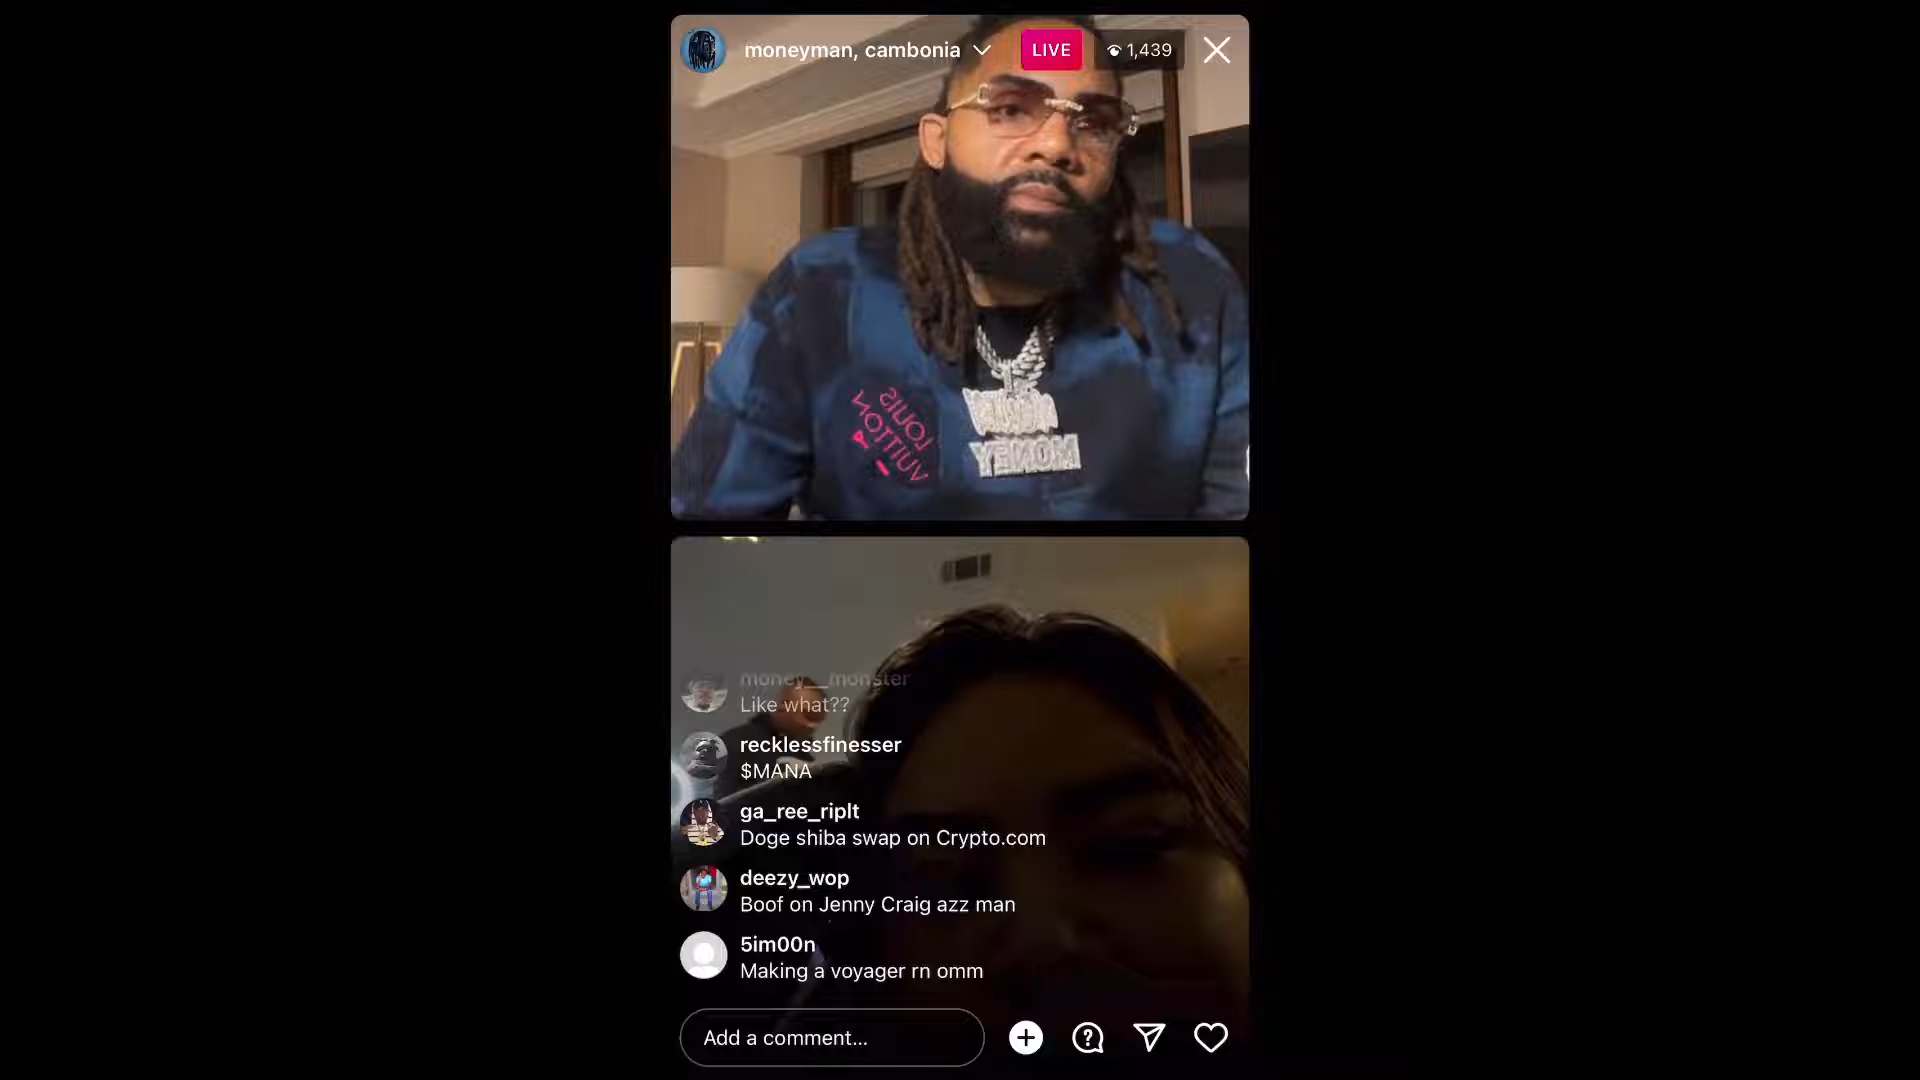 moneyman, cambonia
LIVE
1,439
LOUIS
VUITTON
MONEY
money__monster
Like what??
recklessfinesser
$MANA
ga_ree_riplt
Doge shiba swap on Crypto.com
deezy_wop
Boof on Jenny Craig azz man
5im00n
Making a voyager rn omm
Add a comment...